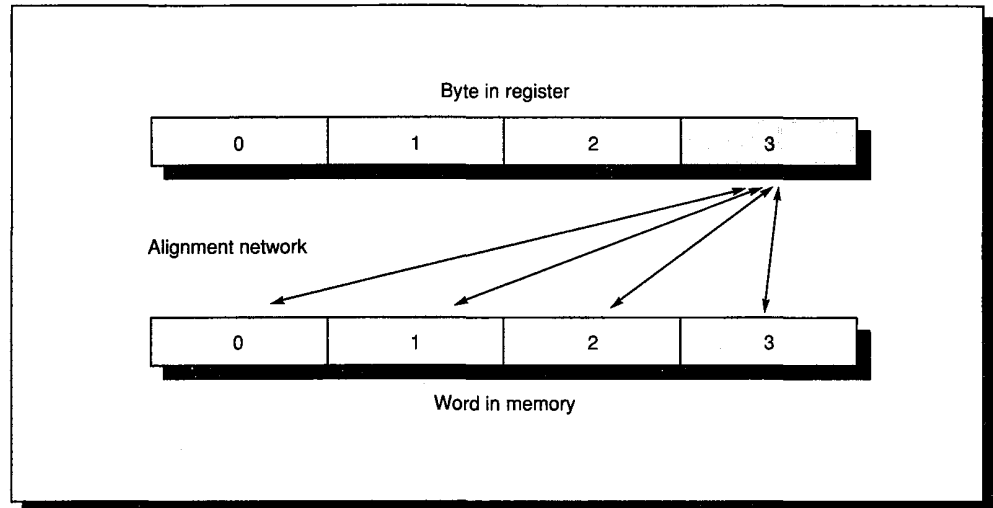 Byte in register
0 1 2 3
Alignment network
0 1 2 3
Word in memory